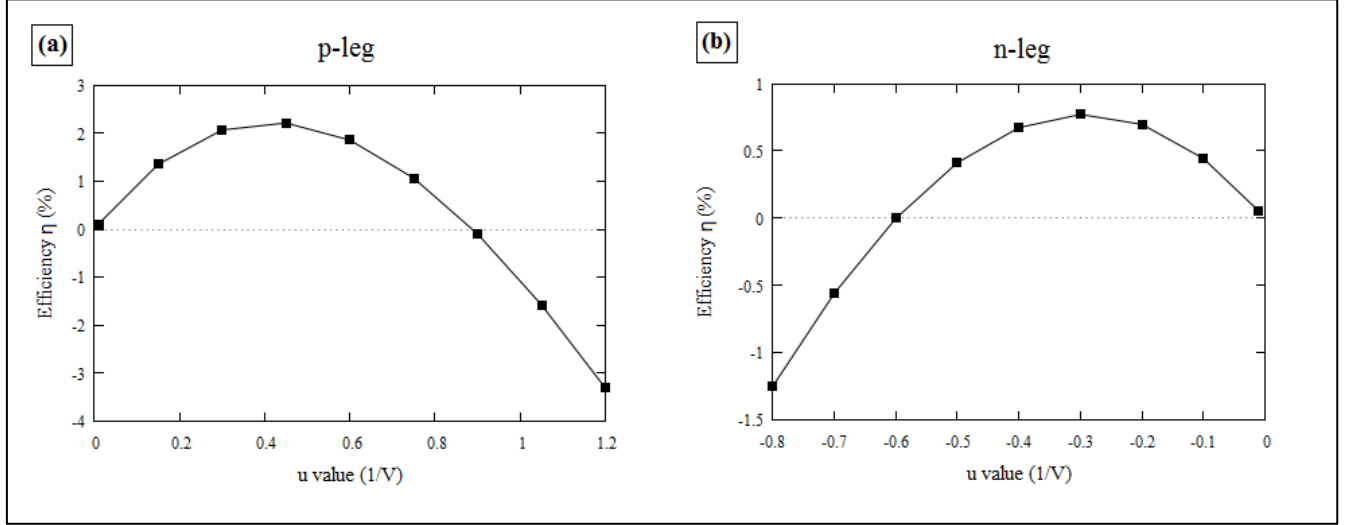 (a)
p-leg
Efficiency η (%)
3
2
1
0
-1
-2
-3
-4
0 0.2 0.4 0.6 0.8 1 1.2
u value (1/V)
(b)
n-leg
Efficiency η (%)
1
0.5
0
-0.5
-1
-1.5
-0.8 -0.7 -0.6 -0.5 -0.4 -0.3 -0.2 -0.1 0
u value (1/V)